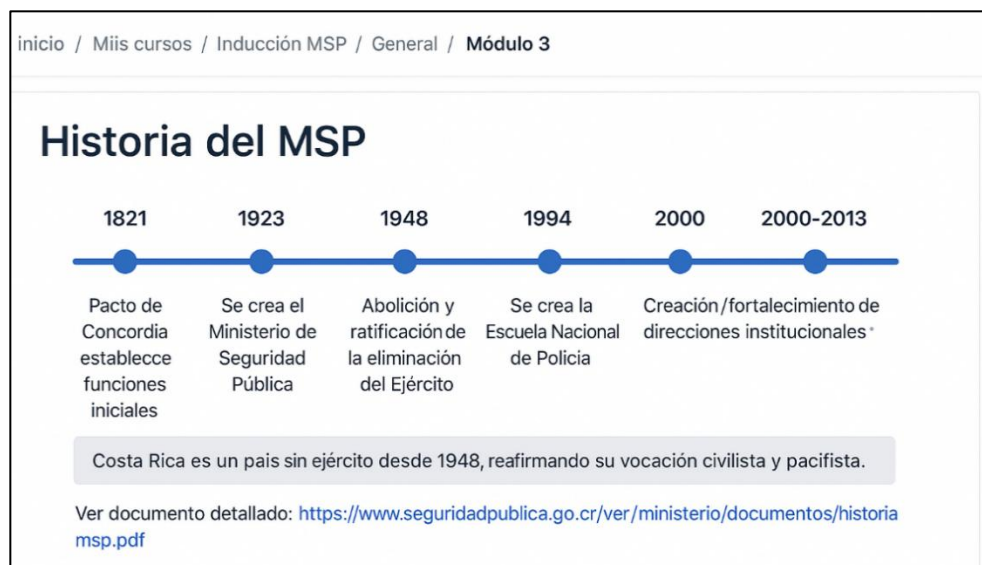 inicio / Miis cursos / Inducción MSP / General / Módulo 3
Historia del MSP
1821 1923 1948 1994 2000 2000-2013
Pacto de
Concordia
establecce
funciones
iniciales
Se crea el
Ministerio de
Seguridad
Pública
Abolición y
ratificación de
la eliminación
del Ejército
Se crea la
Escuela Nacional
de Policia
Creación/fortalecimiento de
direcciones institucionales*
Costa Rica es un pais sin ejército desde 1948, reafirmando su vocación civilista y pacifista.
Ver documento detallado: https://www.seguridadpublica.go.cr/ver/ministerio/documentos/historia
msp.pdf